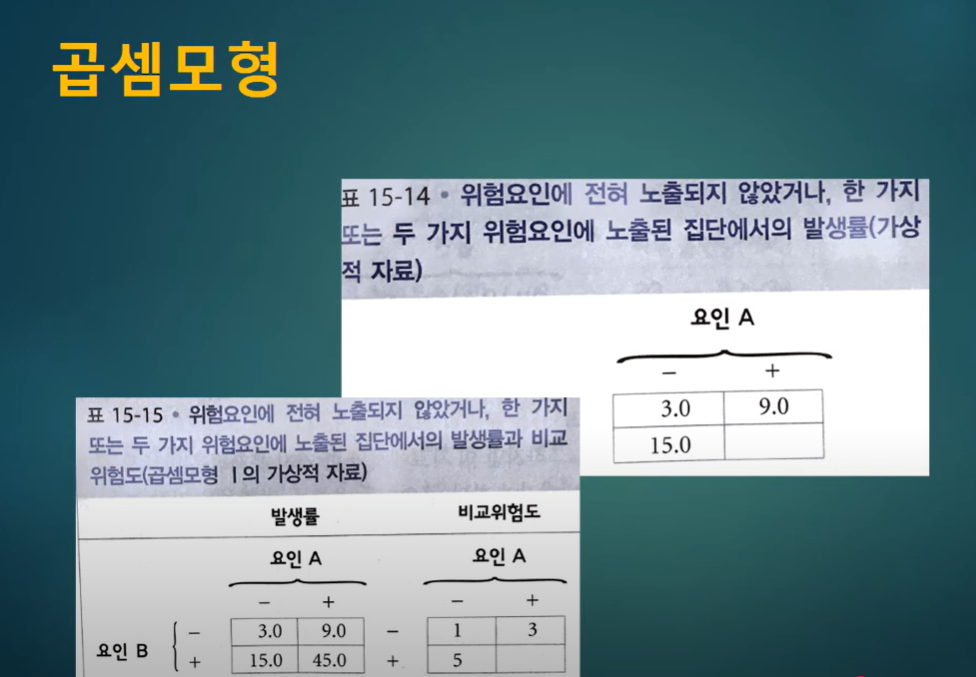 곱셈모형
표 15-14 • 위험요인에 전혀 노출되지 않았거나, 한 가지
또는 두 가지 위험요인에 노출된 집단에서의 발생률(가상
적 자료)
요인 A
− +
3.0 9.0
15.0
표 15-15 • 위험요인에 전혀 노출되지 않았거나, 한 가지
또는 두 가지 위험요인에 노출된 집단에서의 발생률과 비교
위험도(곱셈모형 Ⅰ의 가상적 자료)
발생률 비교위험도
요인 A 요인 A
− + − +
요인 B
− 3.0 9.0 − 1 3
+ 15.0 45.0 + 5